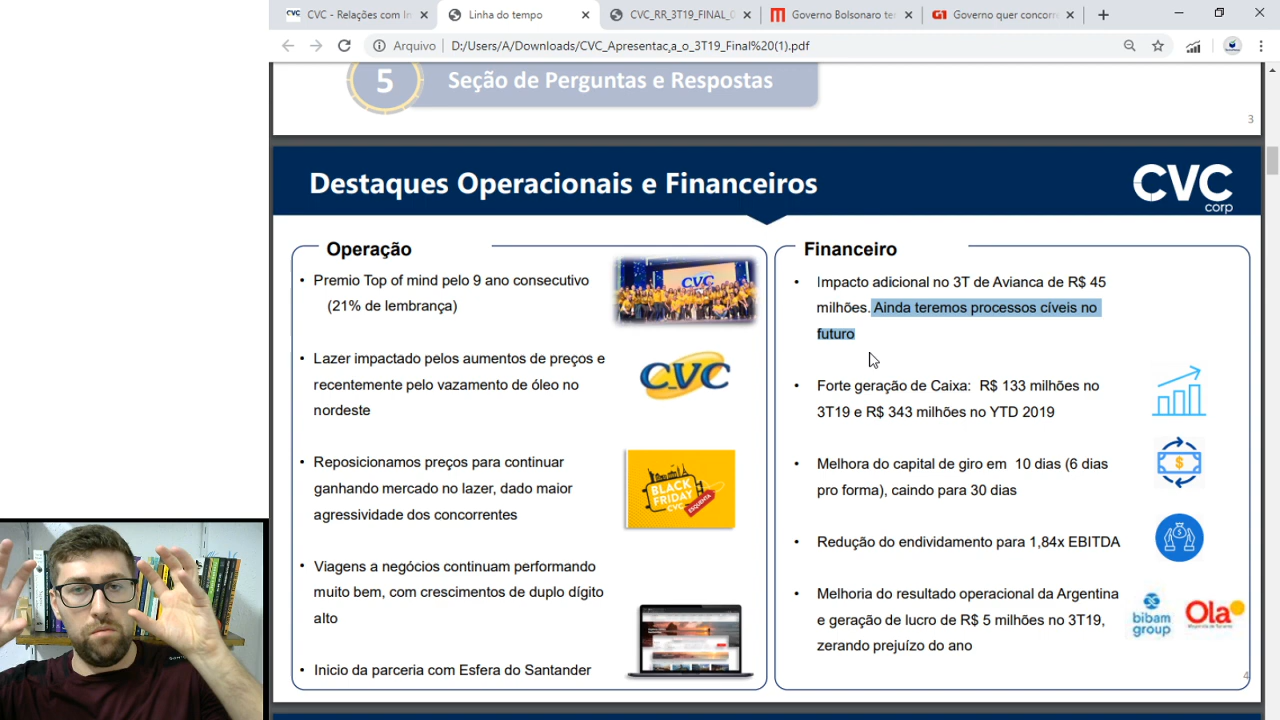 CVC - Relações com In
Linha do tempo
CVC_RR_3T19_FINAL_0
Governo Bolsonaro te
Governo quer concorr
Arquivo
D:/Users/A/Downloads/CVC_Apresentac,a_o_3T19_Final%20(1).pdf
5
Seção de Perguntas e Respostas
3
Destaques Operacionais e Financeiros
CVC
corp
Operação
• Premio Top of mind pelo 9 ano consecutivo
(21% de lembrança)
• Lazer impactado pelos aumentos de preços e
recentemente pelo vazamento de óleo no
nordeste
• Reposicionamos preços para continuar
ganhando mercado no lazer, dado maior
agressividade dos concorrentes
• Viagens a negócios continuam performando
muito bem, com crescimentos de duplo dígito
alto
• Inicio da parceria com Esfera do Santander
CVC
CVC
BLACK
FRIDAY
CVC
ESQUENTA
Financeiro
• Impacto adicional no 3T de Avianca de R$ 45
milhões. Ainda teremos processos cíveis no
futuro
• Forte geração de Caixa: R$ 133 milhões no
3T19 e R$ 343 milhões no YTD 2019
• Melhora do capital de giro em 10 dias (6 dias
pro forma), caindo para 30 dias
• Redução do endividamento para 1,84x EBITDA
• Melhoria do resultado operacional da Argentina
e geração de lucro de R$ 5 milhões no 3T19,
zerando prejuízo do ano
bibam
group
Ola
4